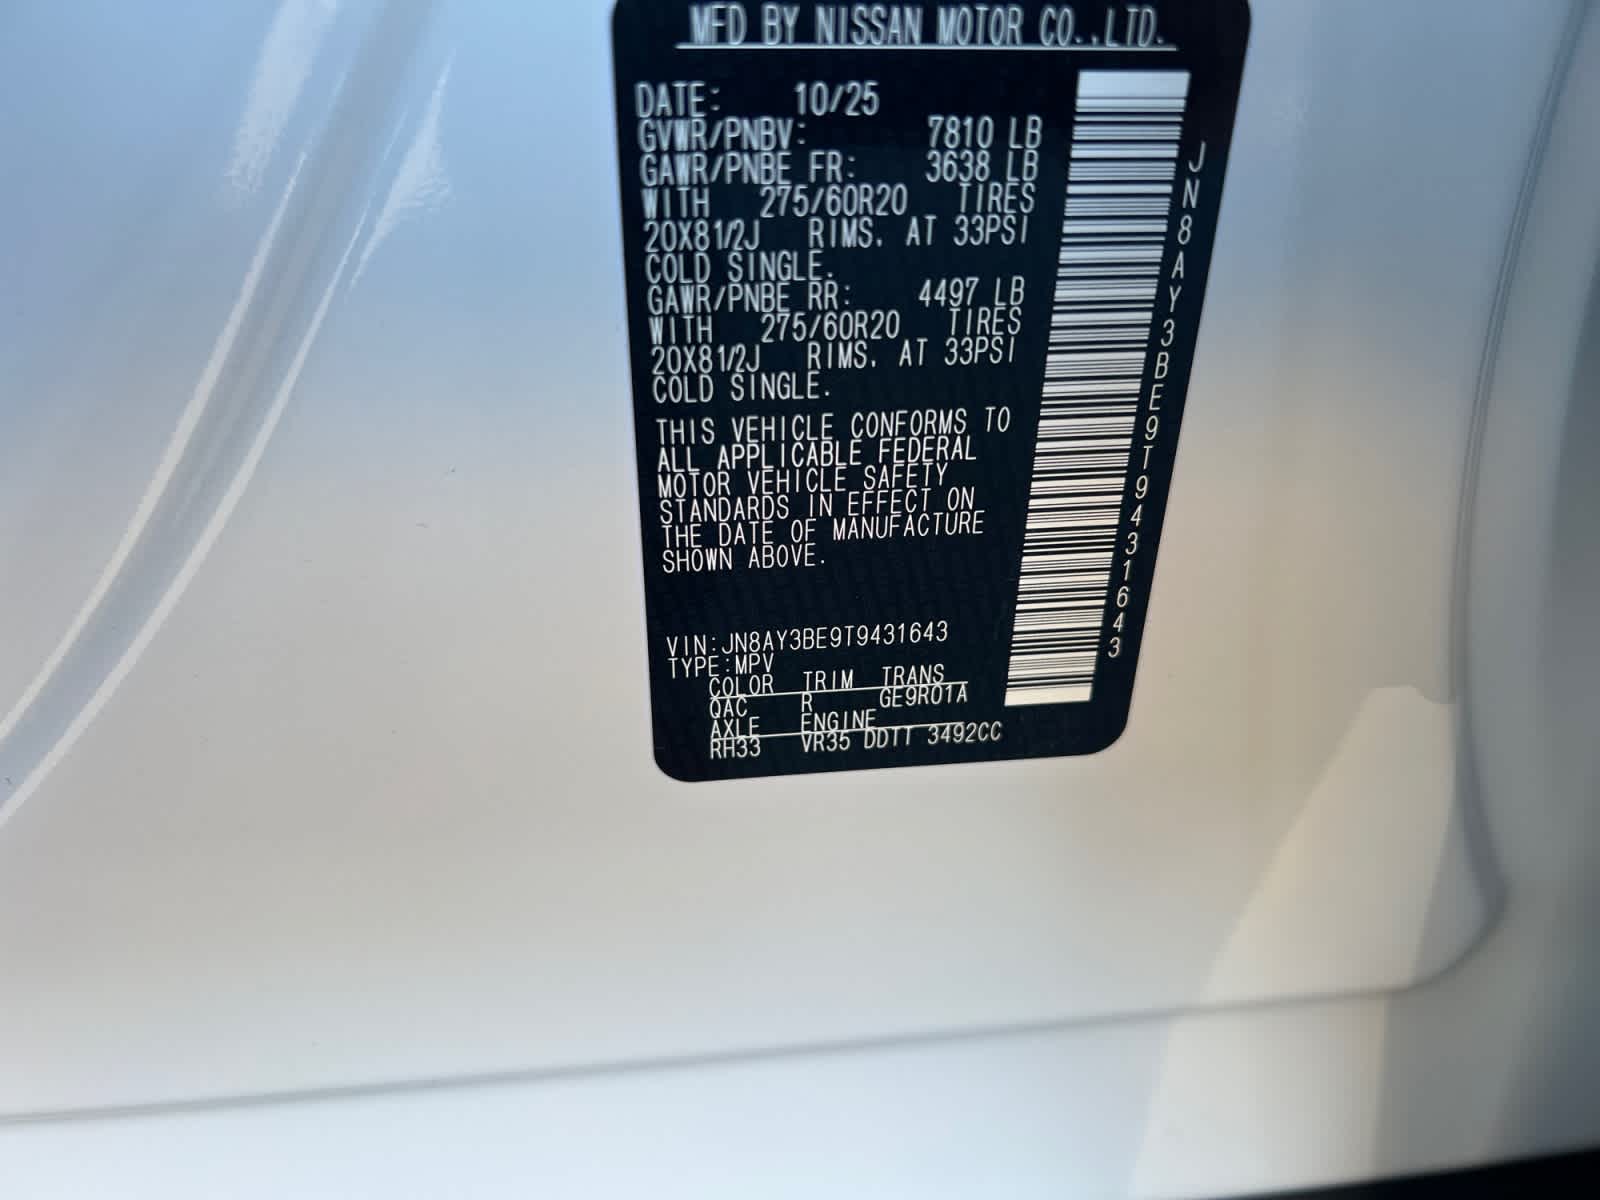 MFD BY NISSAN MOTOR CO.,LTD.
DATE: 10/25
GVWR/PNBV: 7810 LB
GAWR/PNBE FR: 3638 LB
WITH 275/60R20 TIRES
20X81/2J RIMS, AT 33PSI
COLD SINGLE.
GAWR/PNBE RR: 4497 LB
WITH 275/60R20 TIRES
20X81/2J RIMS, AT 33PSI
COLD SINGLE.
THIS VEHICLE CONFORMS TO
ALL APPLICABLE FEDERAL
MOTOR VEHICLE SAFETY
STANDARDS IN EFFECT ON
THE DATE OF MANUFACTURE
SHOWN ABOVE.
VIN:JN8AY3BE9T9431643
TYPE:MPV
COLOR TRIM TRANS
QAC R GE9R01A
AXLE ENGINE
RH33 VR35 DDTT 3492CC
JN8AY3BE9T9431643